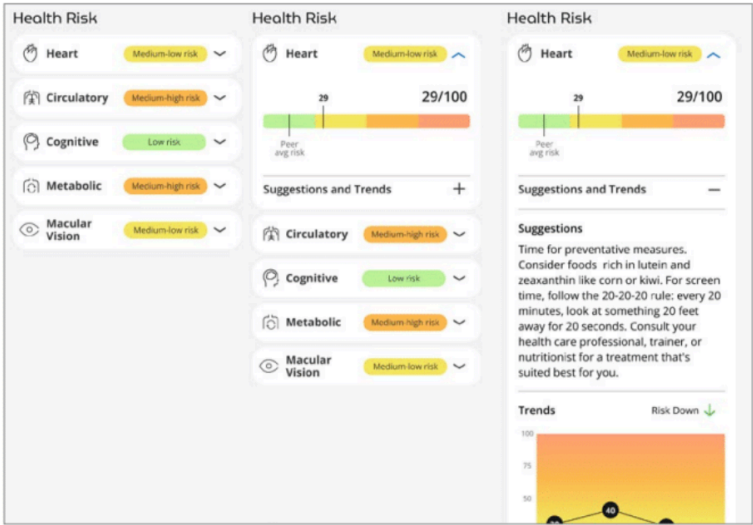 Health Risk
Heart Medium-low risk
Circulatory Medium-high risk
Cognitive Low risk
Metabolic Medium-high risk
Macular
Vision Medium-low risk
Health Risk
Heart Medium-low risk
29 29/100
Peer
avg risk
Suggestions and Trends +
Circulatory Medium-high risk
Cognitive Low risk
Metabolic Medium-high risk
Macular
Vision Medium-low risk
Health Risk
Heart Medium-low risk
29 29/100
Peer
avg risk
Suggestions and Trends —
Suggestions
Time for preventative measures.
Consider foods rich in lutein and
zeaxanthin like corn or kiwi. For screen
time, follow the 20-20-20 rule: every 20
minutes, look at something 20 feet
away for 20 seconds. Consult your
health care professional, trainer, or
nutritionist for a treatment that's
suited best for you.
Trends Risk Down ↓
100
75
50
40